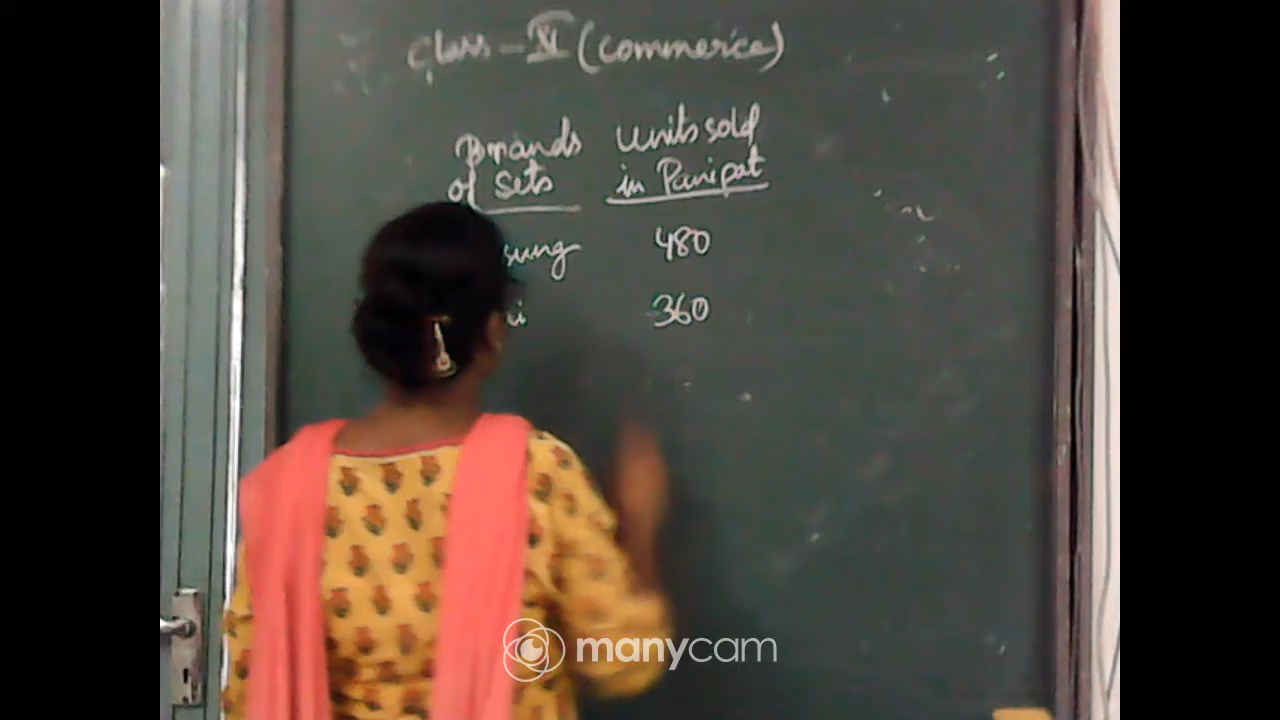 Class - XI (Commerce)
Brands Units sold
of Sets in Panipat
sung 480
i 360
manycam